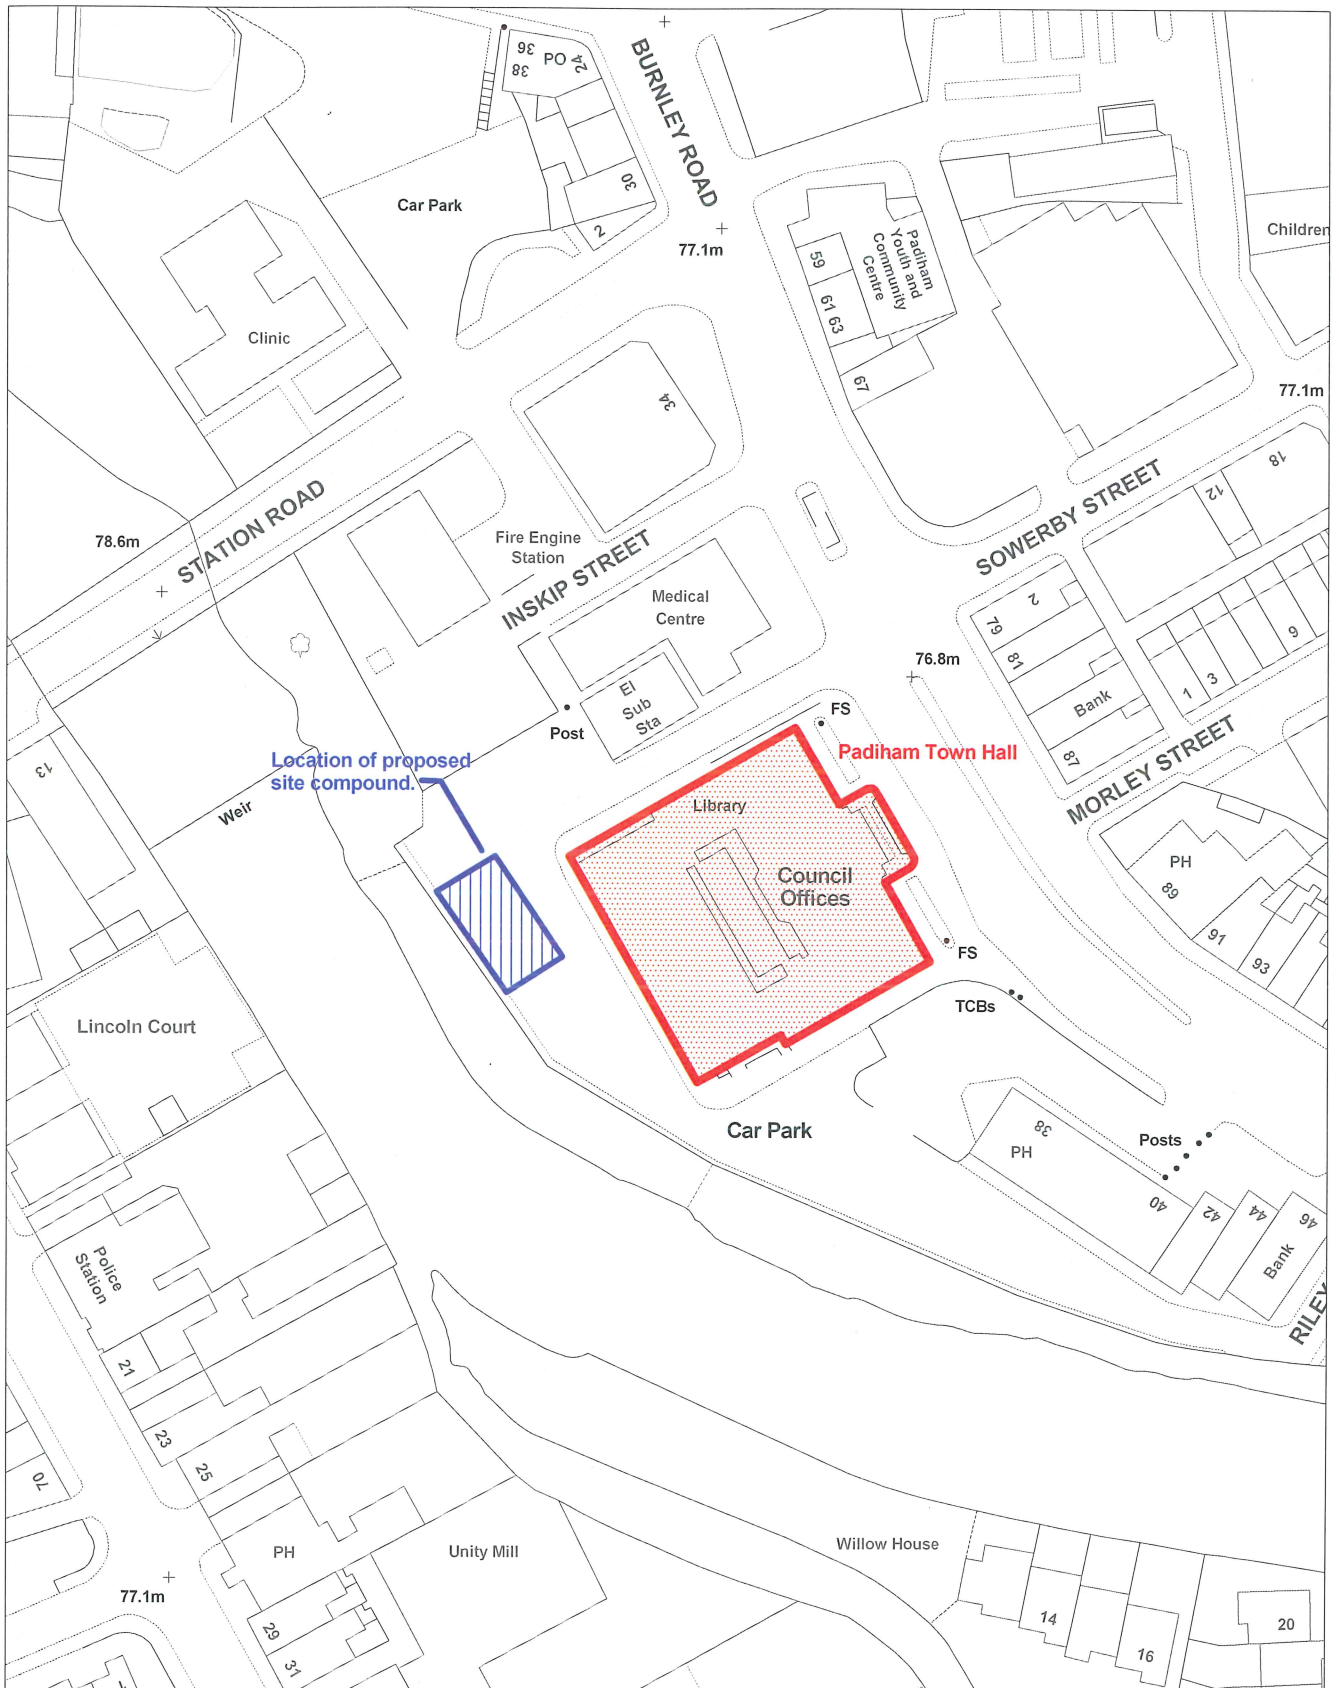 36
38
PO
24
BURNLEY ROAD
30
2
Car Park
77.1m
Padiham
Youth and
Community
Centre
59
61 63
67
Children
Clinic
34
77.1m
18
12
SOWERBY STREET
STATION ROAD
78.6m
Fire Engine
Station
INSKIP STREET
Medical
Centre
2
79
81
Bank
87
1
3
9
76.8m
El
Sub
Sta
Post
FS
MORLEY STREET
Padiham Town Hall
Location of proposed
site compound.
13
Weir
Library
Council
Offices
PH
89
91
93
FS
TCBs
Lincoln Court
Car Park
38
PH
Posts
40
42
44
46
Bank
RILEY
Police
Station
21
23
25
70
PH
Unity Mill
Willow House
77.1m
29
31
14
16
20